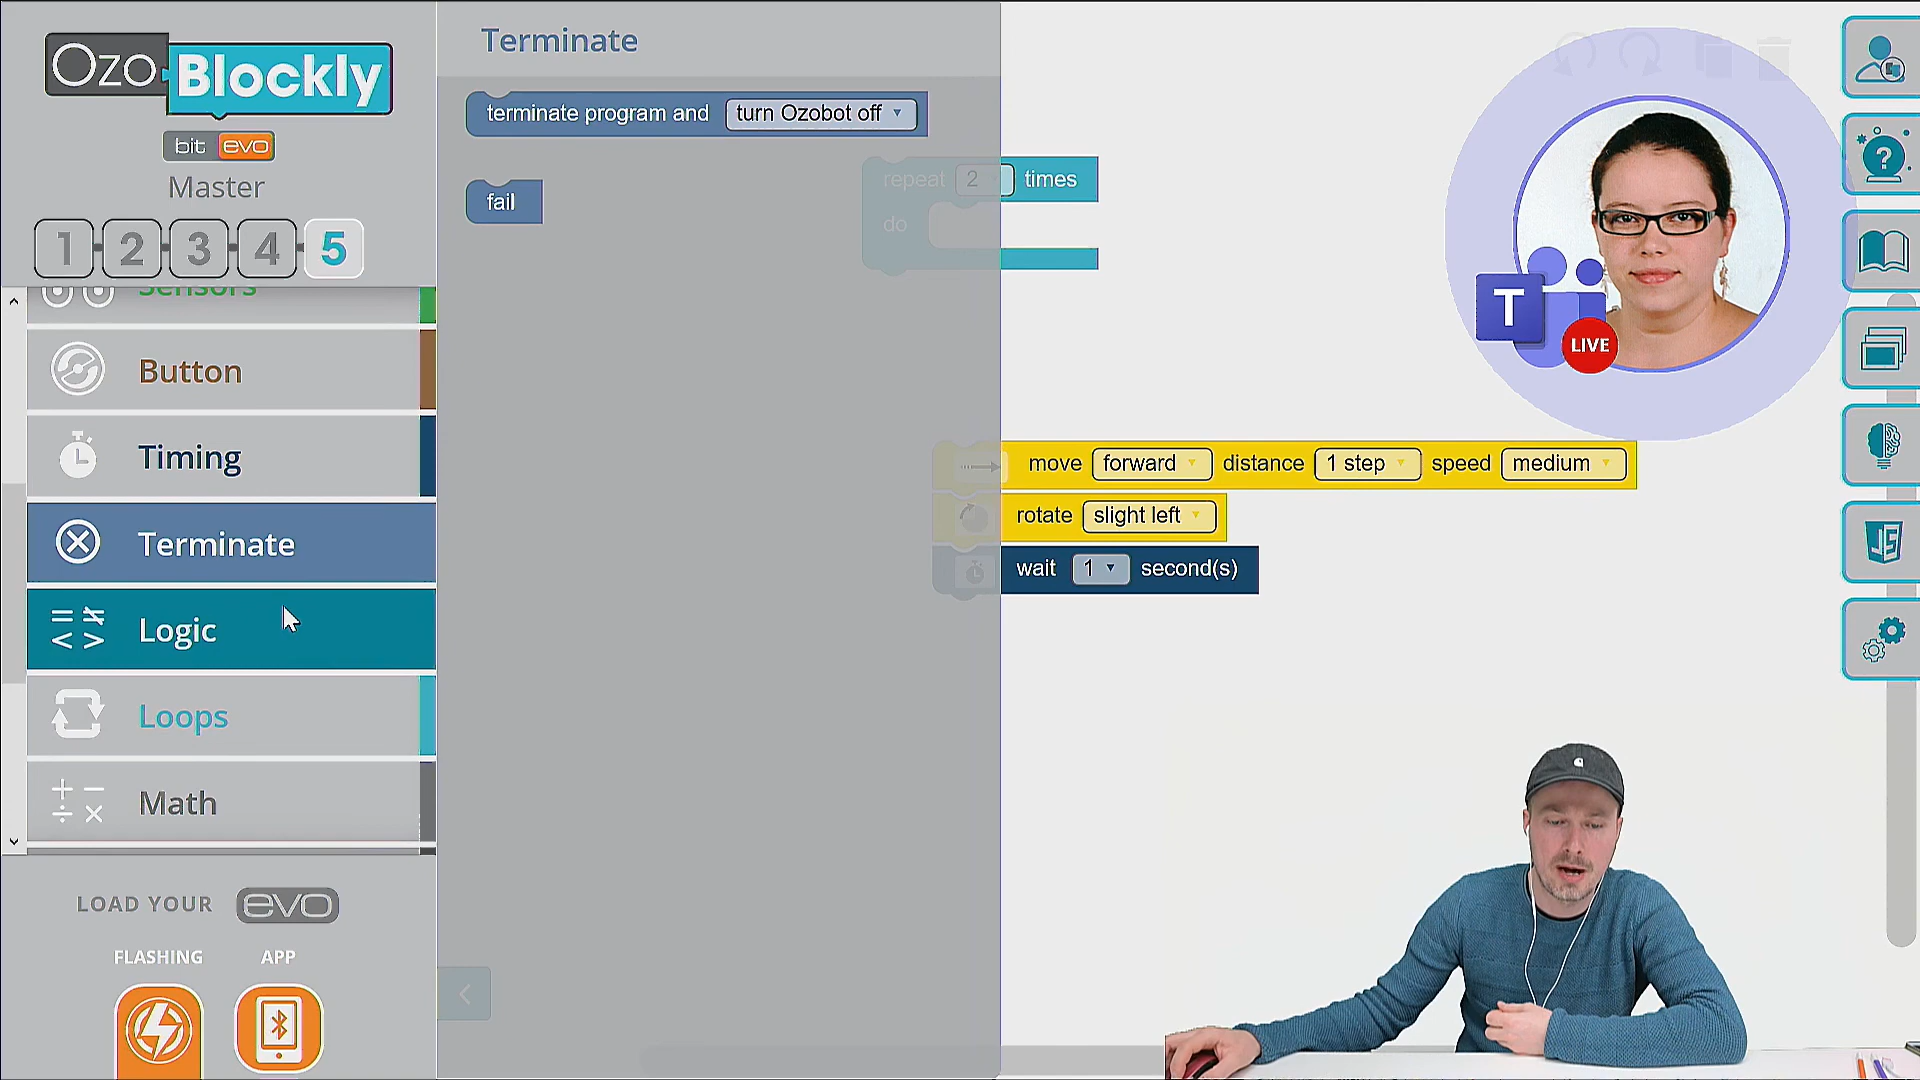 Ozo Blockly
bit evo
Master
1 2 3 4 5
Sensors
Button
Timing
Terminate
Logic
Loops
Math
LOAD YOUR evo
FLASHING APP
Terminate
terminate program and turn Ozobot off
fail
repeat 2 times
do
move forward distance 1 step speed medium
rotate slight left
wait 1 second(s)
T
LIVE
?
JS